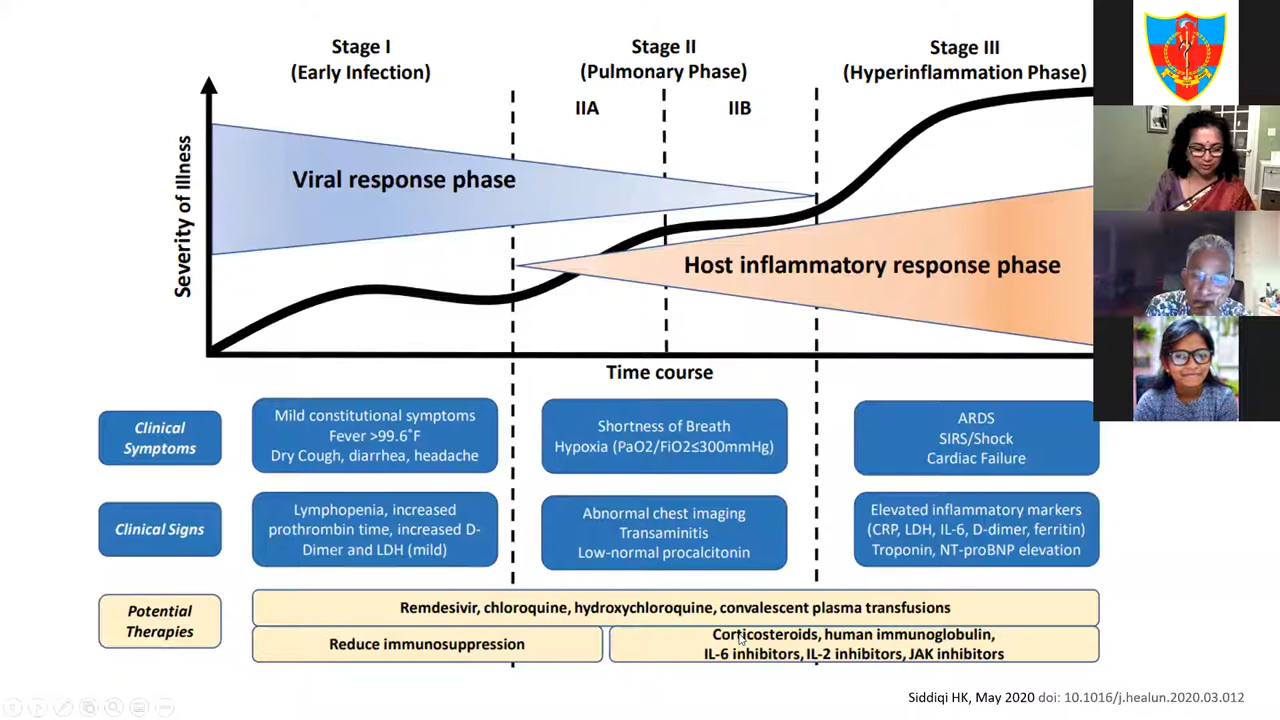 Stage I
(Early Infection)
Stage II
(Pulmonary Phase)
Stage III
(Hyperinflammation Phase)
IIA
IIB
Severity of Illness
Viral response phase
Host inflammatory response phase
Time course
Clinical
Symptoms
Mild constitutional symptoms
Fever >99.6°F
Dry Cough, diarrhea, headache
Shortness of Breath
Hypoxia (PaO2/FiO2≤300mmHg)
ARDS
SIRS/Shock
Cardiac Failure
Clinical Signs
Lymphopenia, increased
prothrombin time, increased D-
Dimer and LDH (mild)
Abnormal chest imaging
Transaminitis
Low-normal procalcitonin
Elevated inflammatory markers
(CRP, LDH, IL-6, D-dimer, ferritin)
Troponin, NT-proBNP elevation
Potential
Therapies
Remdesivir, chloroquine, hydroxychloroquine, convalescent plasma transfusions
Reduce immunosuppression
Corticosteroids, human immunoglobulin,
IL-6 inhibitors, IL-2 inhibitors, JAK inhibitors
Siddiqi HK, May 2020 doi: 10.1016/j.healun.2020.03.012